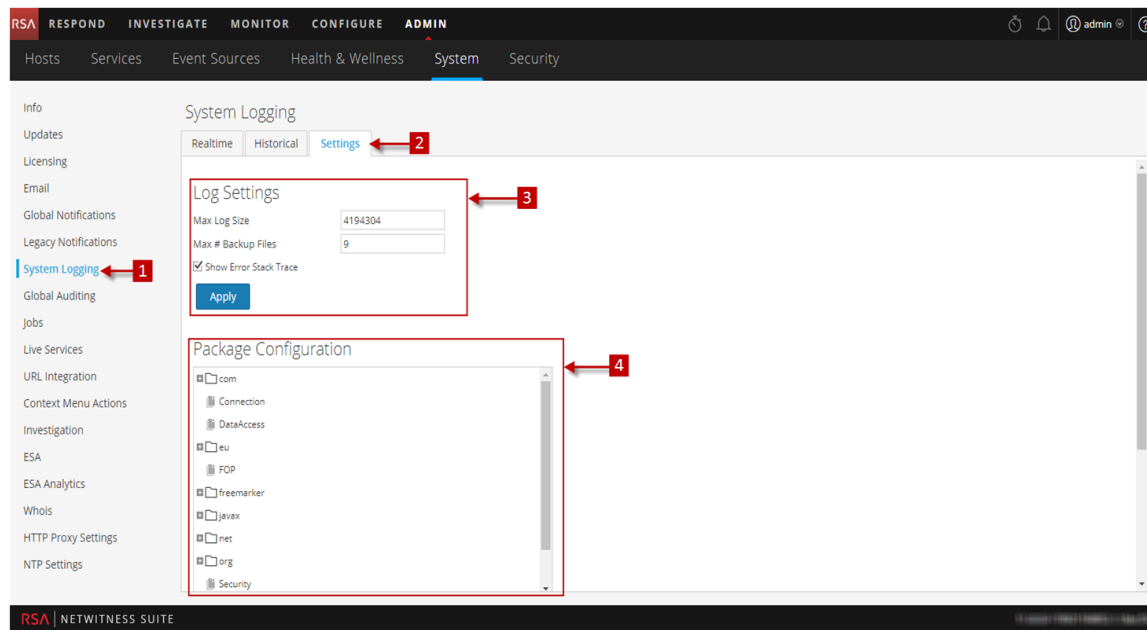 RSA RESPOND INVESTIGATE MONITOR CONFIGURE ADMIN admin
Hosts Services Event Sources Health & Wellness System Security
Info
Updates
Licensing
Email
Global Notifications
Legacy Notifications
System Logging 1
Global Auditing
Jobs
Live Services
URL Integration
Context Menu Actions
Investigation
ESA
ESA Analytics
Whois
HTTP Proxy Settings
NTP Settings
System Logging
Realtime Historical Settings 2
Log Settings 3
Max Log Size 4194304
Max # Backup Files 9
Show Error Stack Trace
Apply
Package Configuration 4
com
Connection
DataAccess
eu
FOP
freemarker
javax
net
org
Security
RSA NETWITNESS SUITE